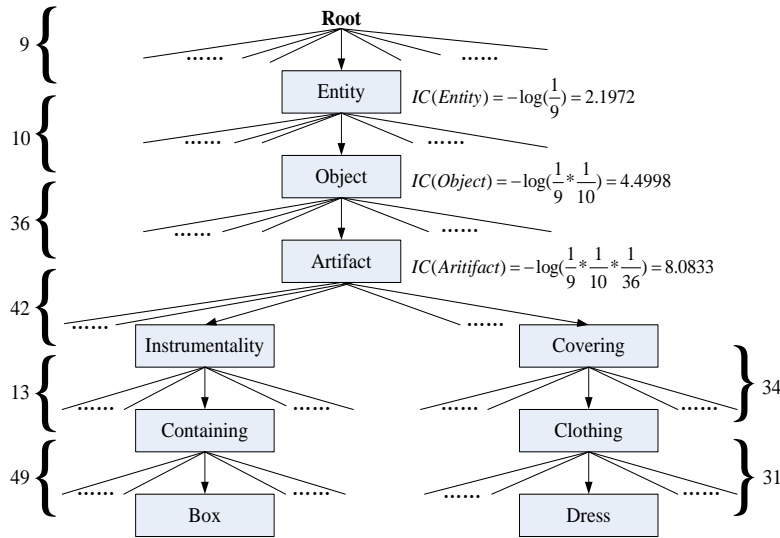 Root
9
...... ......
Entity
IC(Entity) = -log(1/9) = 2.1972
10
...... ......
Object
IC(Object) = -log(1/9 * 1/10) = 4.4998
36
...... ......
Artifact
IC(Aritifact) = -log(1/9 * 1/10 * 1/36) = 8.0833
42
...... ......
Instrumentality
Covering
13
34
...... ...... ...... ......
Containing
Clothing
49
31
...... ...... ...... ......
Box
Dress